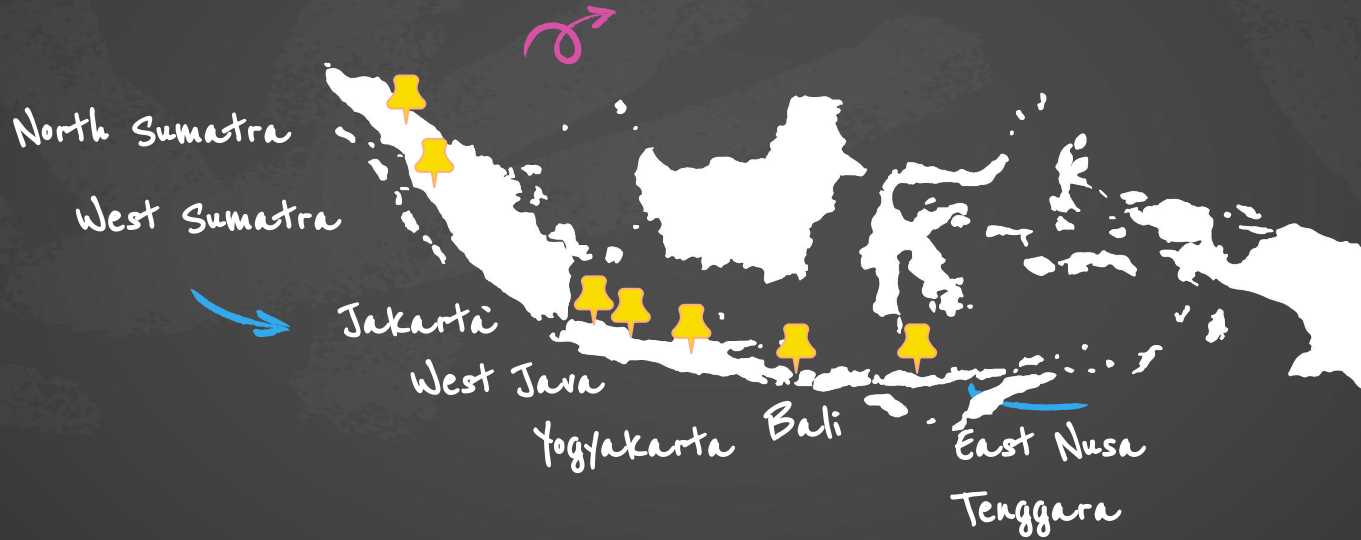 North Sumatra
West Sumatra
Jakarta
West Java
Yogyakarta
Bali
East Nusa
Tenggara